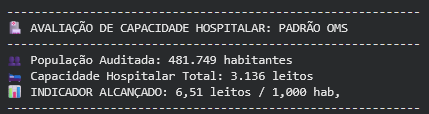 ------------------------------------------------------------
🏥 AVALIAÇÃO DE CAPACIDADE HOSPITALAR: PADRÃO OMS
------------------------------------------------------------
👥 População Auditada: 481.749 habitantes
🛏️ Capacidade Hospitalar Total: 3.136 leitos
📊 INDICADOR ALCANÇADO: 6,51 leitos / 1,000 hab,
------------------------------------------------------------